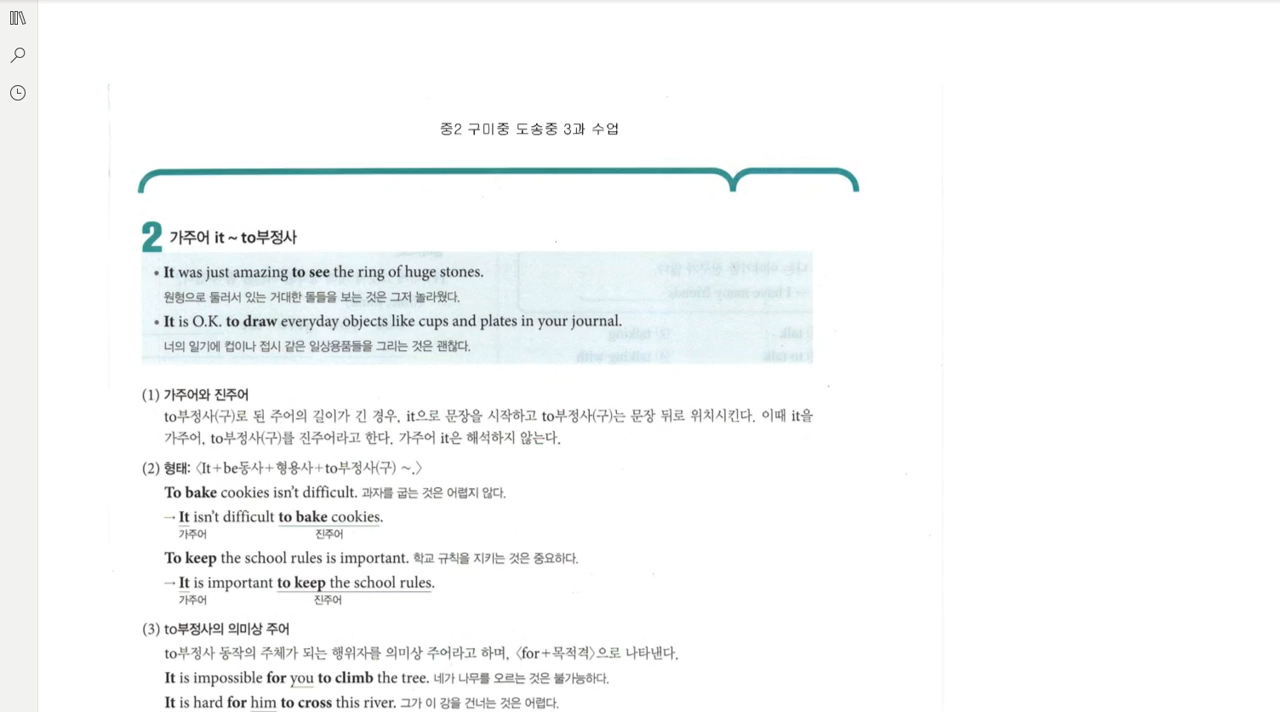 중2 구미중 도송중 3과 수업
2 가주어 it ~ to부정사
• It was just amazing to see the ring of huge stones.
원형으로 둘러서 있는 거대한 돌들을 보는 것은 그저 놀라웠다.
• It is O.K. to draw everyday objects like cups and plates in your journal.
너의 일기에 컵이나 접시 같은 일상용품들을 그리는 것은 괜찮다.
(1) 가주어와 진주어
to부정사(구)로 된 주어의 길이가 긴 경우, it으로 문장을 시작하고 to부정사(구)는 문장 뒤로 위치시킨다. 이때 it을
가주어, to부정사(구)를 진주어라고 한다. 가주어 it은 해석하지 않는다.
(2) 형태: 〈It+be동사+형용사+to부정사(구) ~.〉
To bake cookies isn't difficult. 과자를 굽는 것은 어렵지 않다.
→ It isn't difficult to bake cookies.
가주어 진주어
To keep the school rules is important. 학교 규칙을 지키는 것은 중요하다.
→ It is important to keep the school rules.
가주어 진주어
(3) to부정사의 의미상 주어
to부정사 동작의 주체가 되는 행위자를 의미상 주어라고 하며, 〈for+목적격〉으로 나타낸다.
It is impossible for you to climb the tree. 네가 나무를 오르는 것은 불가능하다.
It is hard for him to cross this river. 그가 이 강을 건너는 것은 어렵다.